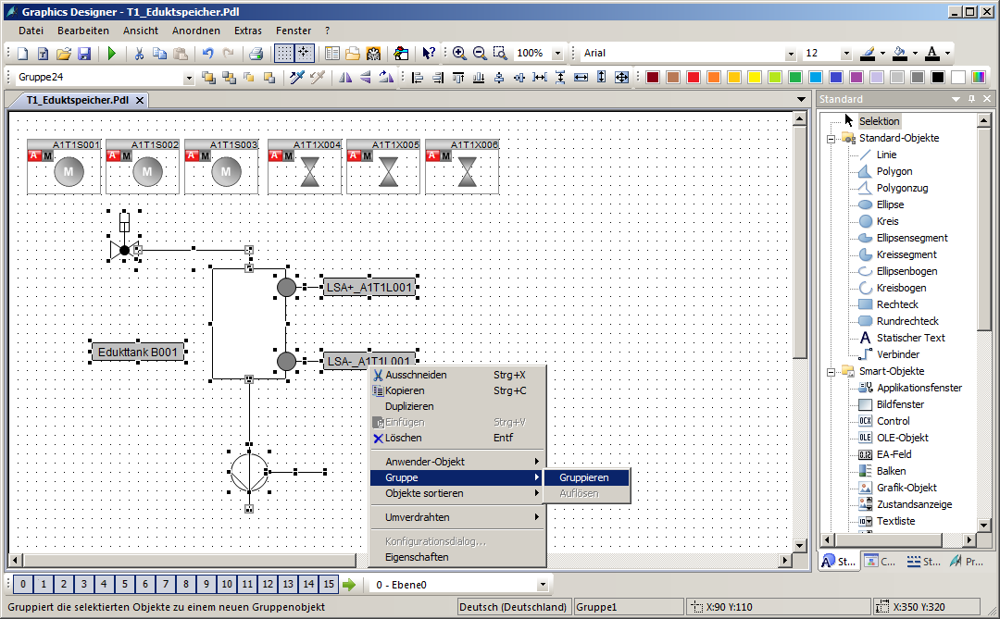 Graphics Designer - T1_Eduktspeicher.Pdl
Datei Bearbeiten Ansicht Anordnen Extras Fenster ?
100% Arial 12
Gruppe24
T1_Eduktspeicher.Pdl
Standard
A1T1S001 A1T1S002 A1T1S003 A1T1X004 A1T1X005 A1T1X006
A M A M A M A M A M A M
M M M
LSA+_A1T1L001
Edukttank B001
LSA-_A1T1L001
Ausschneiden Strg+X
Kopieren Strg+C
Duplizieren
Einfügen Strg+V
Löschen Entf
Anwender-Objekt
Gruppe
Objekte sortieren
Umverdrahten
Konfigurationsdialog...
Eigenschaften
Gruppieren
Auflösen
Selektion
Standard-Objekte
Linie
Polygon
Polygonzug
Ellipse
Kreis
Ellipsensegment
Kreissegment
Ellipsenbogen
Kreisbogen
Rechteck
Rundrechteck
A Statischer Text
Verbinder
Smart-Objekte
Applikationsfenster
Bildfenster
OCX Control
OLE OLE-Objekt
0.12 EA-Feld
Balken
Grafik-Objekt
Zustandsanzeige
Textliste
St... C... St... Pr...
0 1 2 3 4 5 6 7 8 9 10 11 12 13 14 15 0 - Ebene0
Gruppiert die selektierten Objekte zu einem neuen Gruppenobjekt Deutsch (Deutschland) Gruppe1 X:90 Y:110 X:350 Y:320